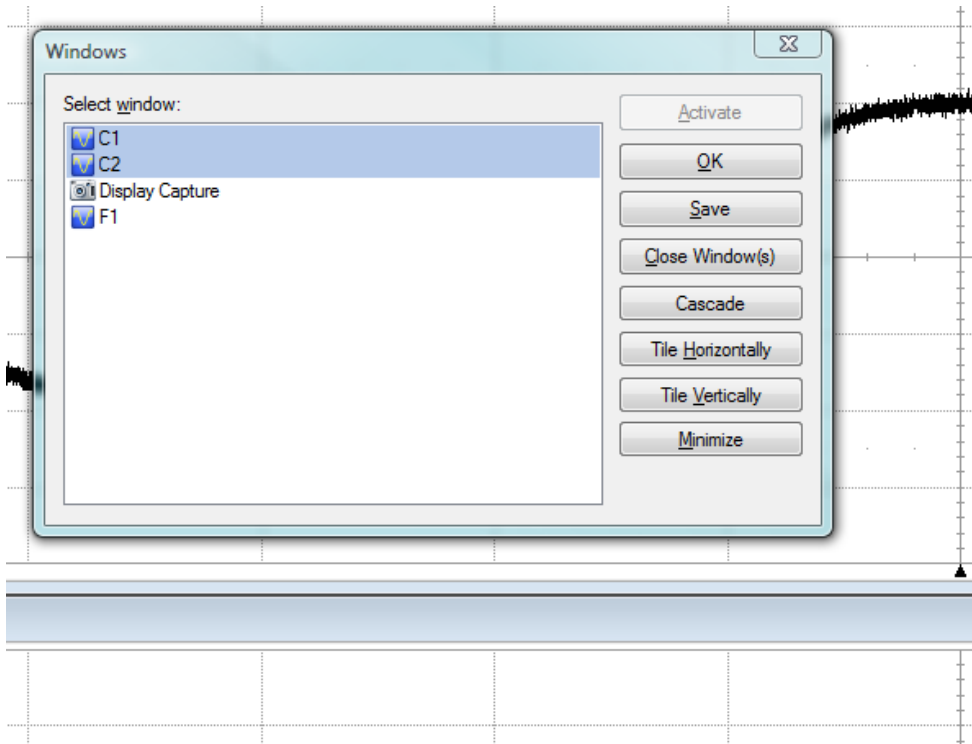 Windows
Select window:
C1
C2
Display Capture
F1
Activate
OK
Save
Close Window(s)
Cascade
Tile Horizontally
Tile Vertically
Minimize